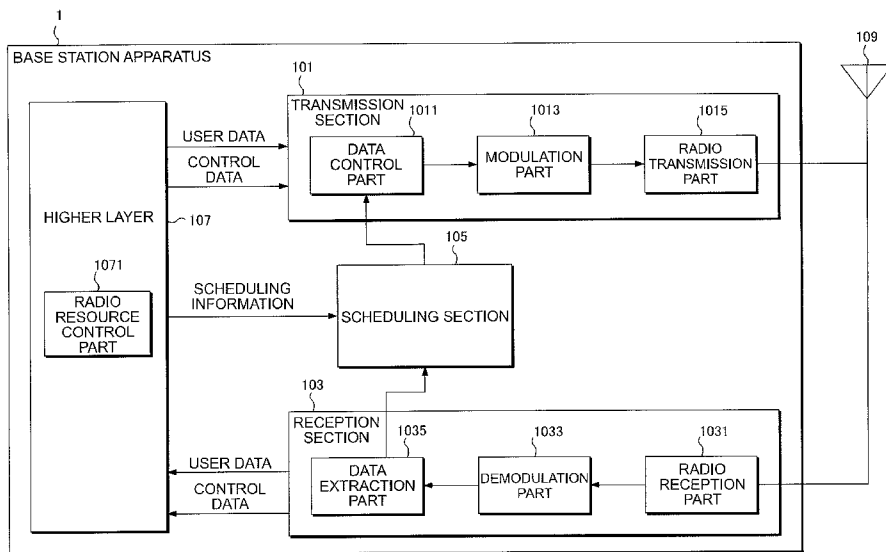 1
109
BASE STATION APPARATUS
101
TRANSMISSION
SECTION
1011
1013
1015
USER DATA
DATA
CONTROL
PART
MODULATION
PART
RADIO
TRANSMISSION
PART
CONTROL
DATA
HIGHER LAYER
107
105
1071
RADIO
RESOURCE
CONTROL
PART
SCHEDULING
INFORMATION
SCHEDULING SECTION
103
RECEPTION
SECTION
1035
1033
1031
USER DATA
DATA
EXTRACTION
PART
DEMODULATION
PART
RADIO
RECEPTION
PART
CONTROL
DATA